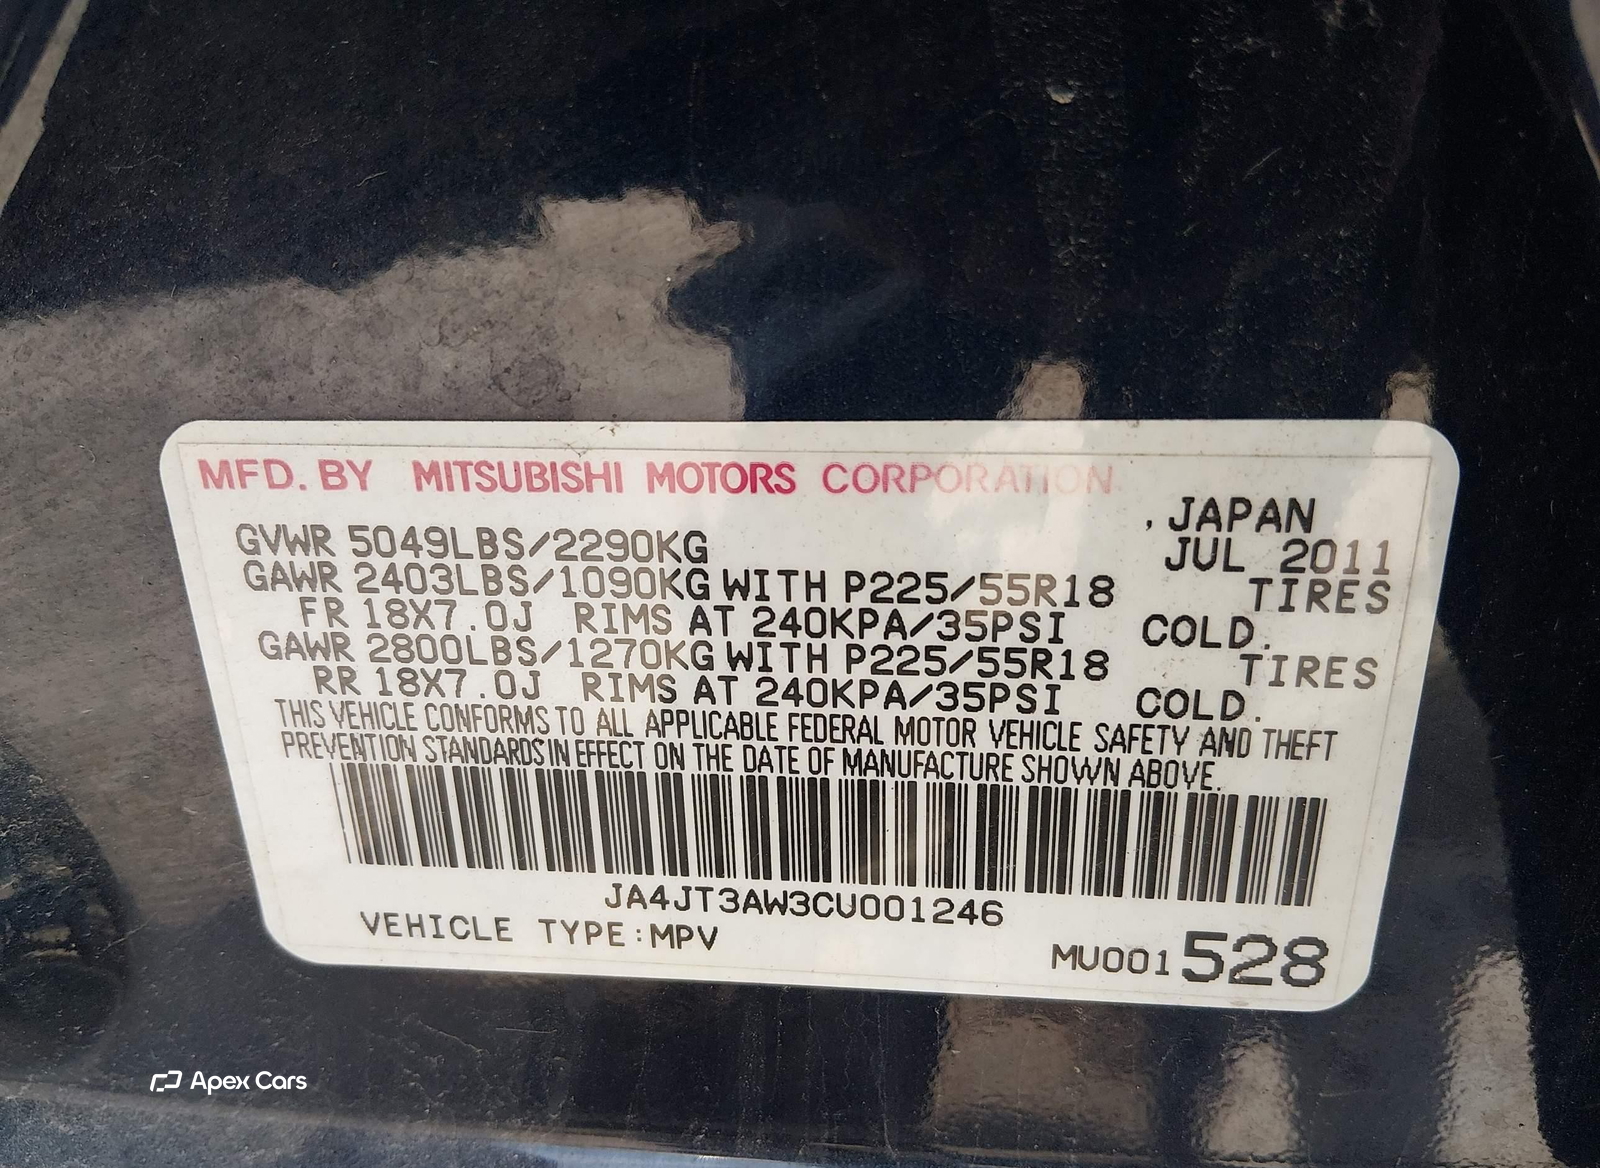 MFD. BY MITSUBISHI MOTORS CORPORATION
, JAPAN
GVWR 5049LBS/2290KG JUL 2011
GAWR 2403LBS/1090KG WITH P225/55R18 TIRES
FR 18X7.0J RIMS AT 240KPA/35PSI COLD.
GAWR 2800LBS/1270KG WITH P225/55R18 TIRES
RR 18X7.0J RIMS AT 240KPA/35PSI COLD.
THIS VEHICLE CONFORMS TO ALL APPLICABLE FEDERAL MOTOR VEHICLE SAFETY AND THEFT
PREVENTION STANDARDS IN EFFECT ON THE DATE OF MANUFACTURE SHOWN ABOVE.
JA4JT3AW3CU001246
VEHICLE TYPE:MPV
MU001528
Apex Cars